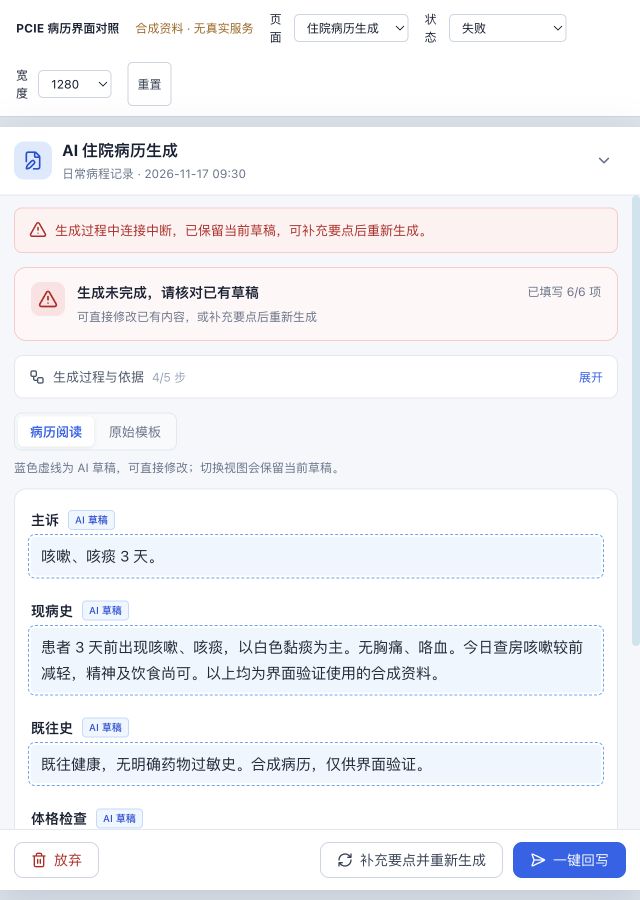 PCIE 病历界面对照
合成资料 · 无真实服务
页面
住院病历生成
状态
失败
宽度
1280
重置
AI 住院病历生成
日常病程记录 · 2026-11-17 09:30
生成过程中连接中断，已保留当前草稿，可补充要点后重新生成。
生成未完成，请核对已有草稿
已填写 6/6 项
可直接修改已有内容，或补充要点后重新生成
生成过程与依据 4/5 步
展开
病历阅读
原始模板
蓝色虚线为 AI 草稿，可直接修改；切换视图会保留当前草稿。
主诉 AI 草稿
咳嗽、咳痰 3 天。
现病史 AI 草稿
患者 3 天前出现咳嗽、咳痰，以白色黏痰为主。无胸痛、咯血。今日查房咳嗽较前
减轻，精神及饮食尚可。以上均为界面验证使用的合成资料。
既往史 AI 草稿
既往健康，无明确药物过敏史。合成病历，仅供界面验证。
体格检查 AI 草稿
放弃
补充要点并重新生成
一键回写